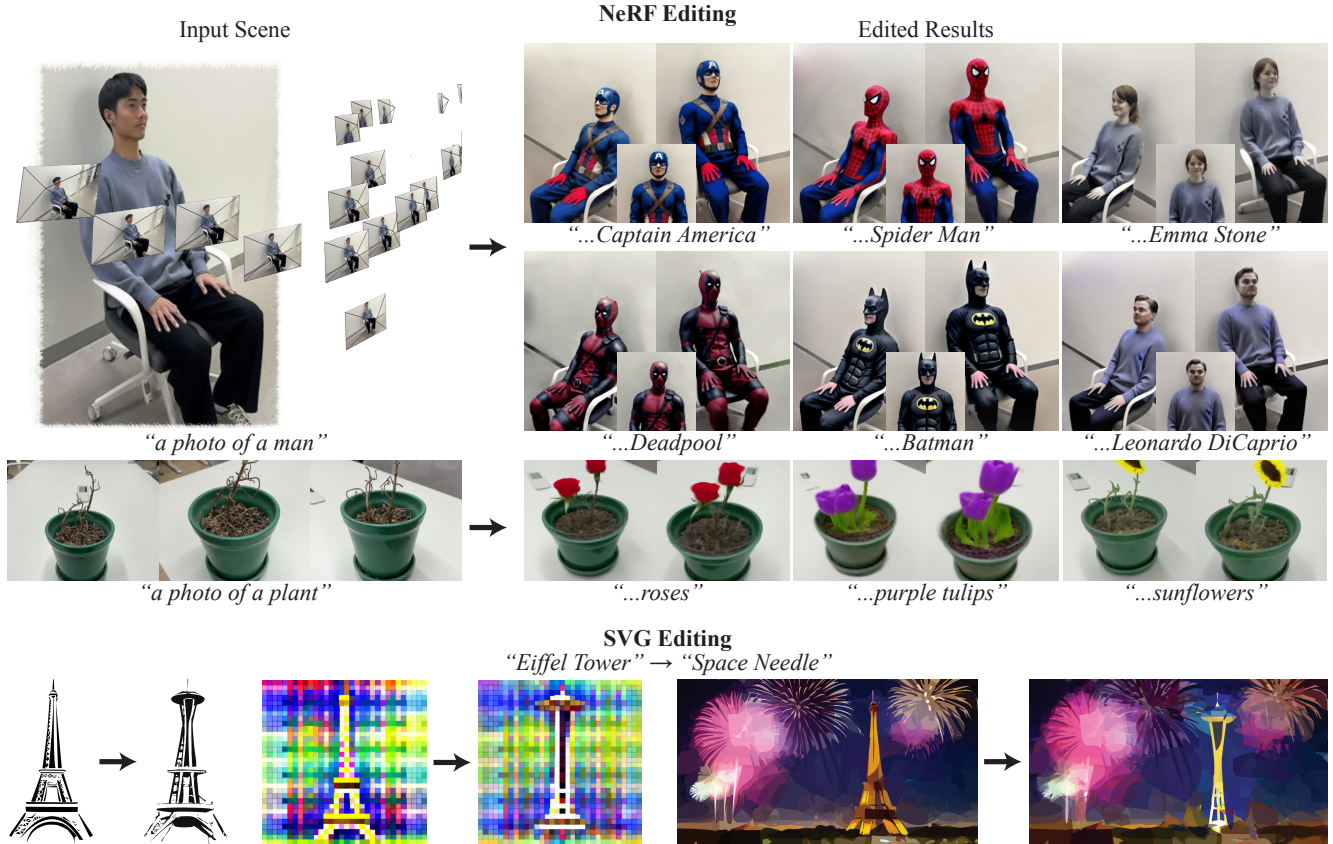 NeRF Editing
Input Scene
Edited Results
“...Captain America”
“...Spider Man”
“...Emma Stone”
“a photo of a man”
“...Deadpool”
“...Batman”
“...Leonardo DiCaprio”
“a photo of a plant”
“...roses”
“...purple tulips”
“...sunflowers”
SVG Editing
“Eiffel Tower” → “Space Needle”